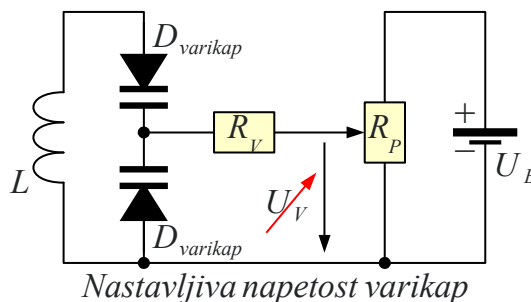 D varikap
R V
R P
+
−
U B
L
U V
D varikap
Nastavljiva napetost varikap